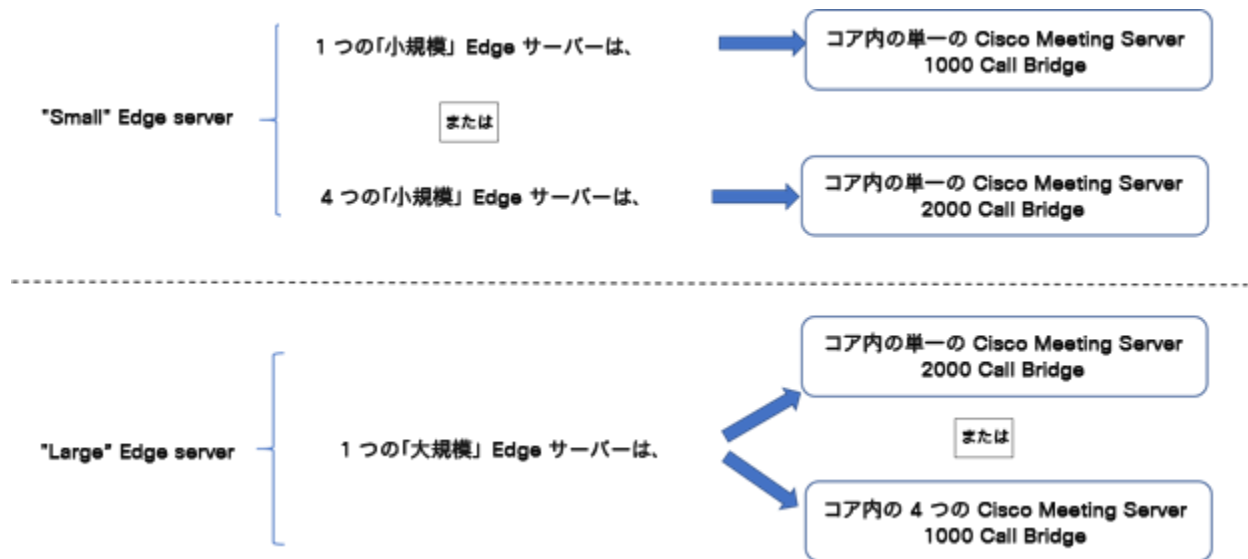 1 つの｢小規模」 Edge サーバーは、
コア内の単一の Cisco Meeting Server
1000 Call Bridge
"Small" Edge server
または
4 つの｢小規模」 Edge サーバーは、
コア内の単一の Cisco Meeting Server
2000 Call Bridge
コア内の単一の Cisco Meeting Server
2000 Call Bridge
"Large" Edge server
1 つの｢大規模」 Edge サーバーは、
または
コア内の 4 つの Cisco Meeting Server
1000 Call Bridge